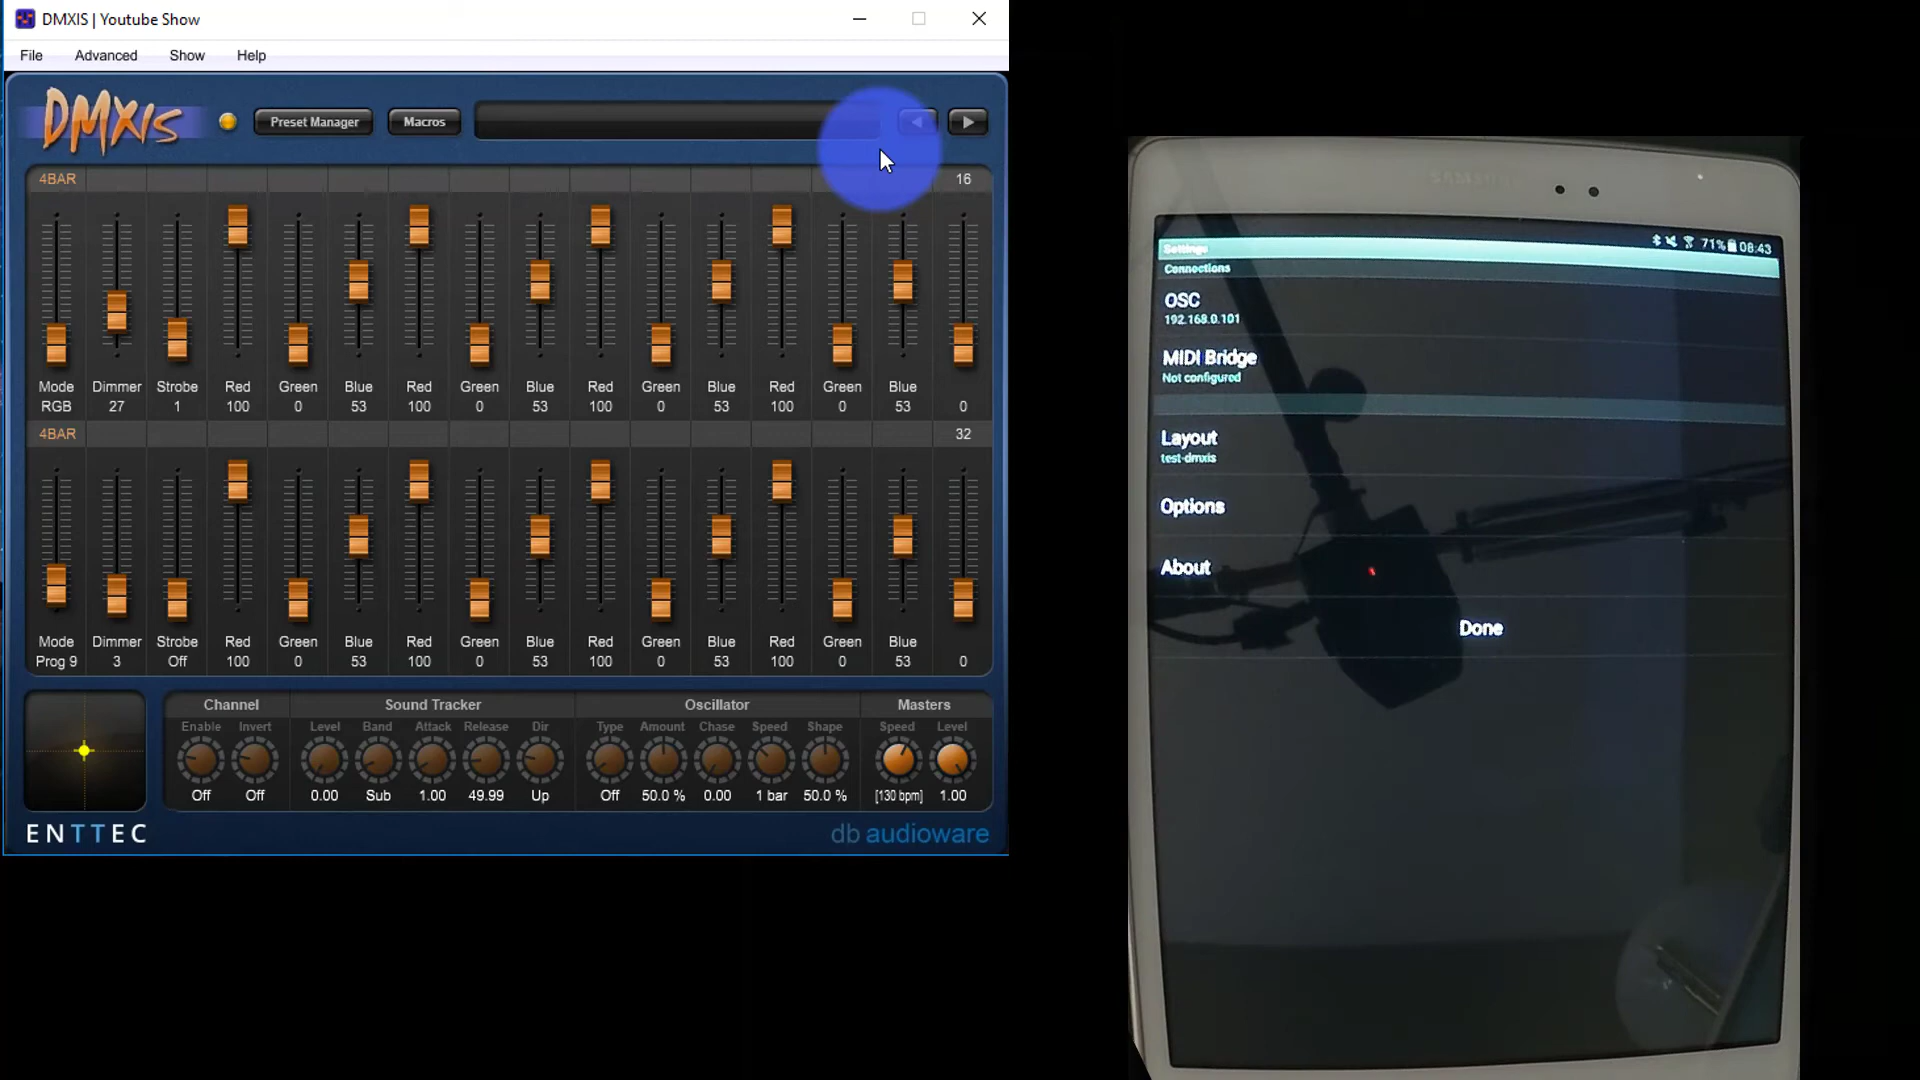 DMXIS | Youtube Show
File Advanced Show Help
DMXIS Preset Manager Macros
4BAR 16
Mode Dimmer Strobe Red Green Blue Red Green Blue Red Green Blue Red Green Blue
RGB 27 1 100 0 53 100 0 53 100 0 53 100 0 53 0
4BAR 32
Mode Dimmer Strobe Red Green Blue Red Green Blue Red Green Blue Red Green Blue
Prog 9 3 Off 100 0 53 100 0 53 100 0 53 100 0 53 0
Channel Sound Tracker Oscillator Masters
Enable Invert Level Band Attack Release Dir Type Amount Chase Speed Shape Speed Level
Off Off 0.00 Sub 1.00 49.99 Up Off 50.0 % 0.00 1 bar 50.0 % [130 bpm] 1.00
ENTTEC db audioware
SAMSUNG
71% 08:43
Settings
Connections
OSC
192.168.0.101
MIDI Bridge
Not configured
Layout
test-dmxis
Options
About
Done